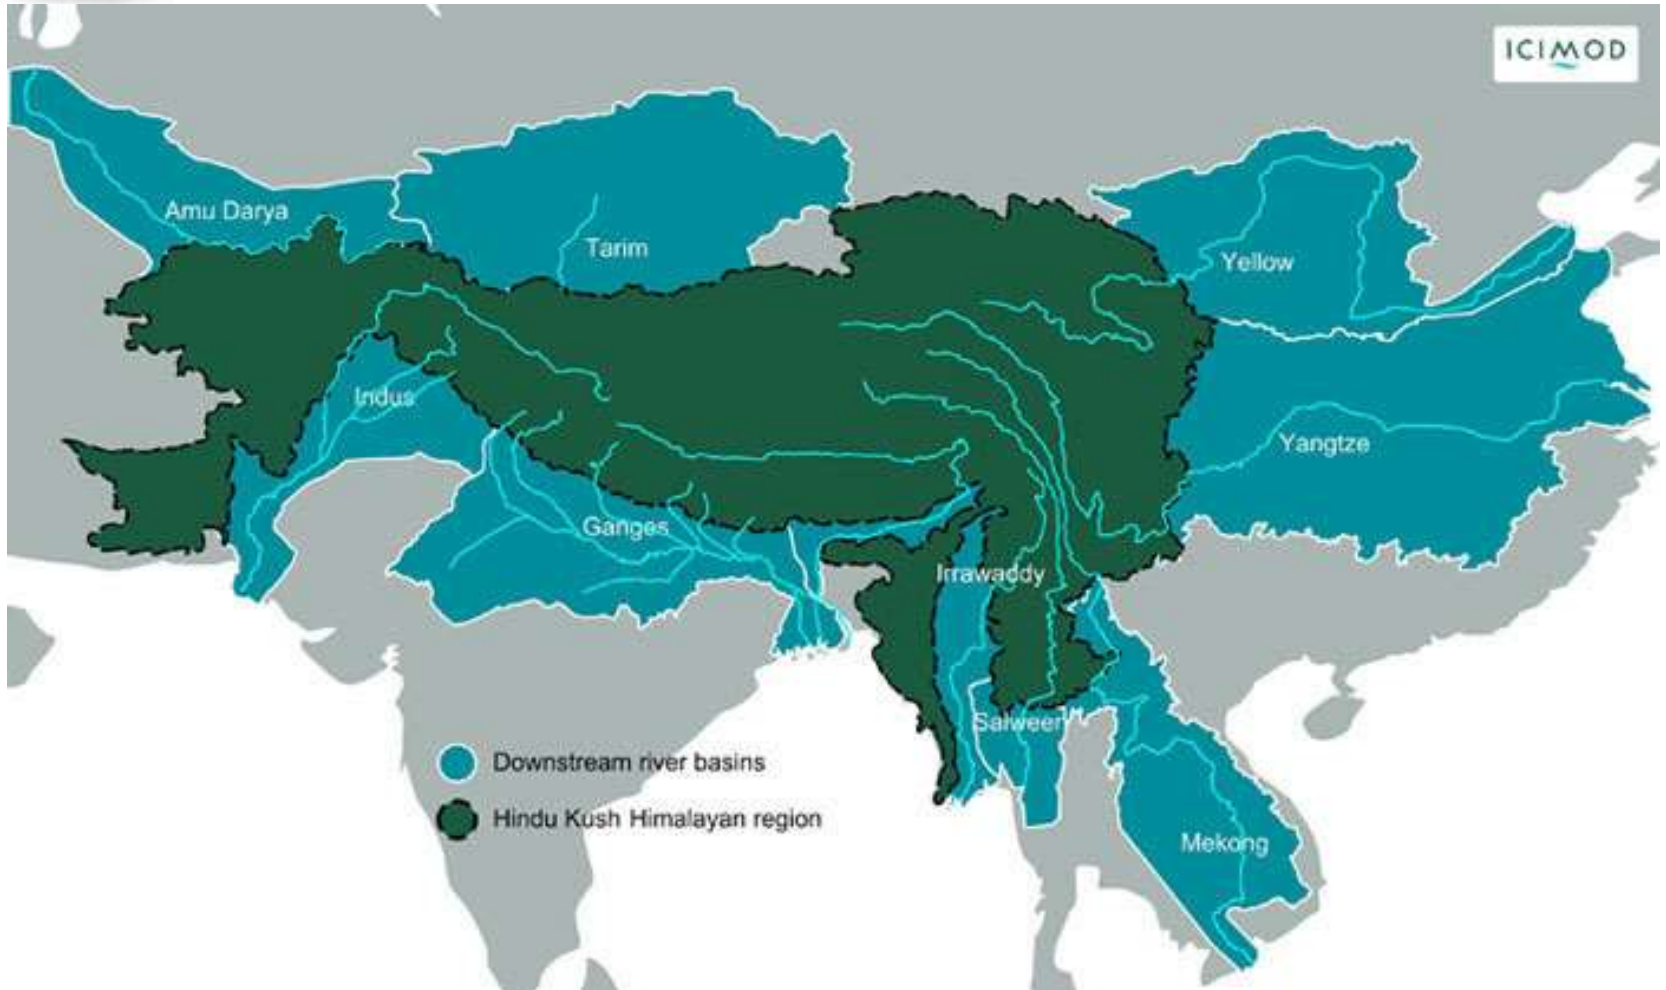 ICIMOD
Amu Darya
Tarim
Yellow
Indus
Yangtze
Ganges
Irrawaddy
Salween
Downstream river basins
Hindu Kush Himalayan region
Mekong